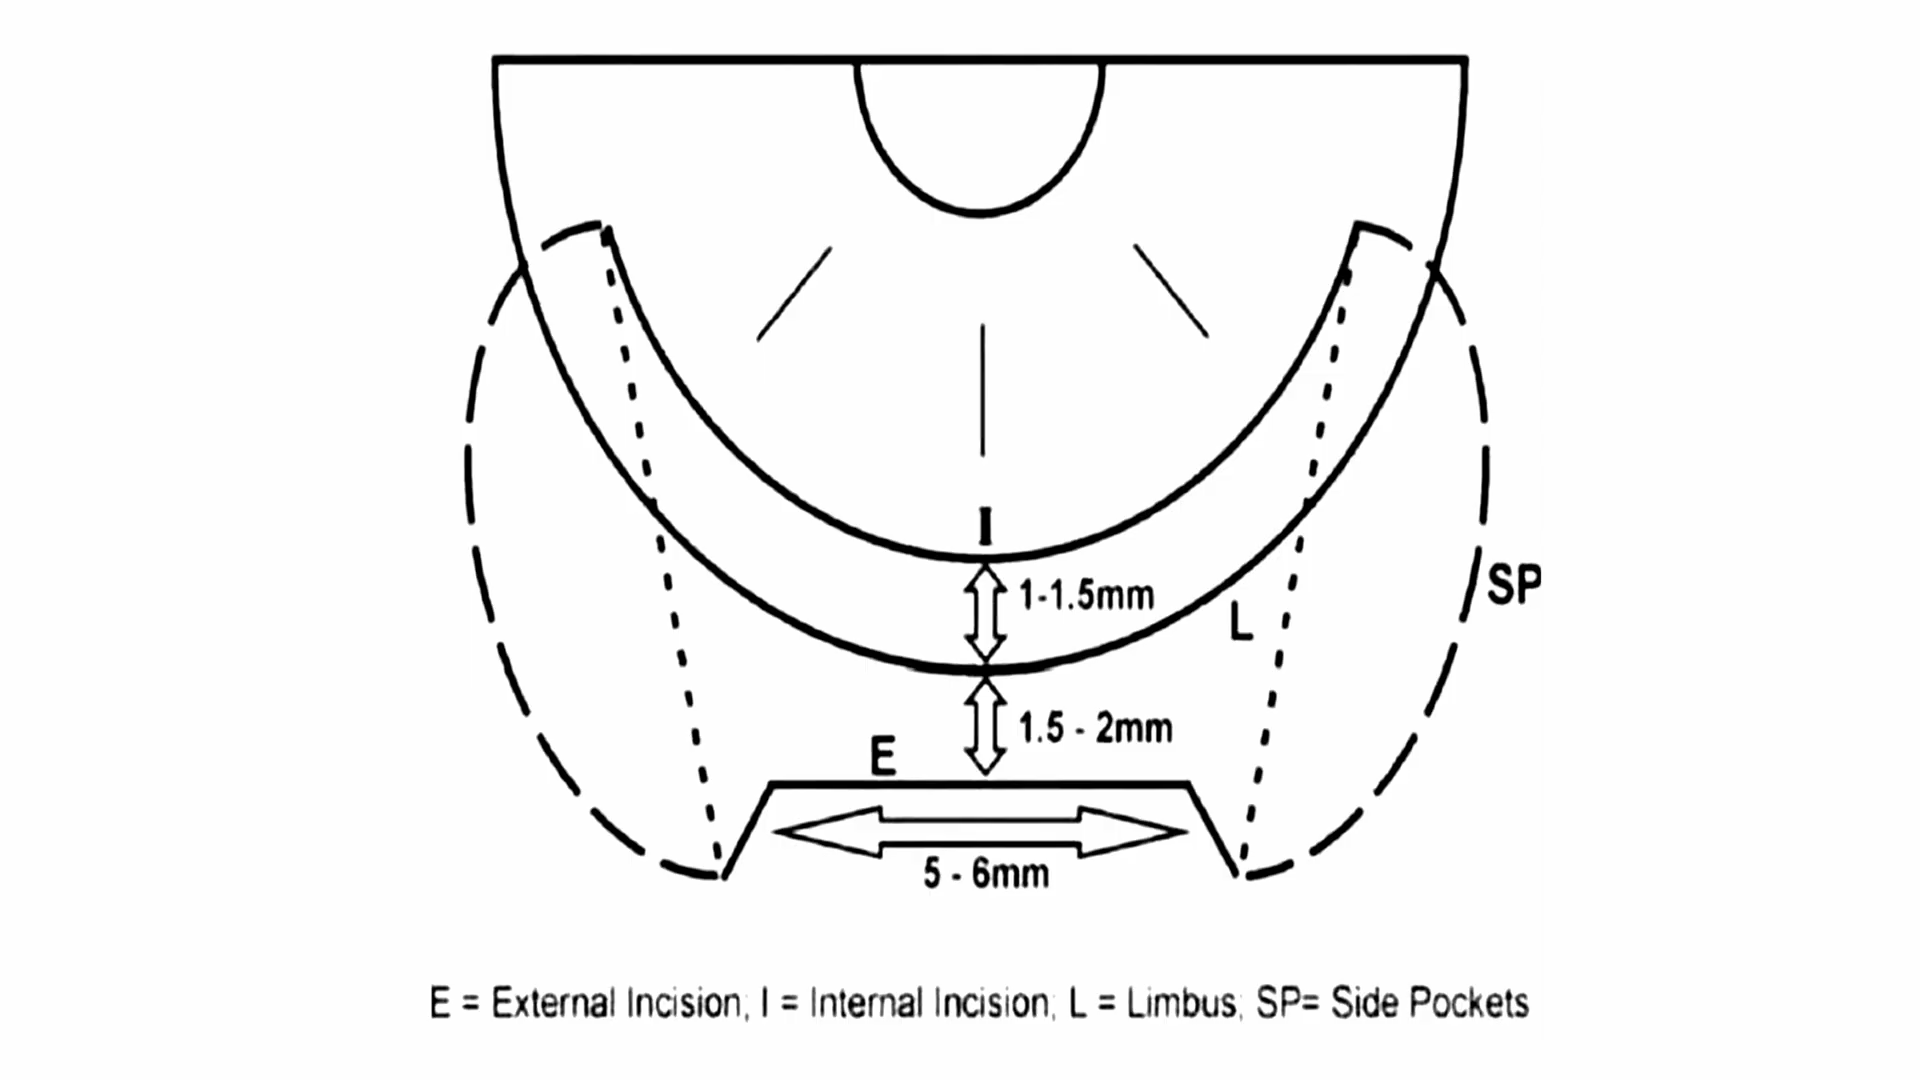 I
1-1.5mm
SP
L
1.5 - 2mm
E
5 - 6mm
E = External Incision; I = Internal Incision; L = Limbus; SP= Side Pockets